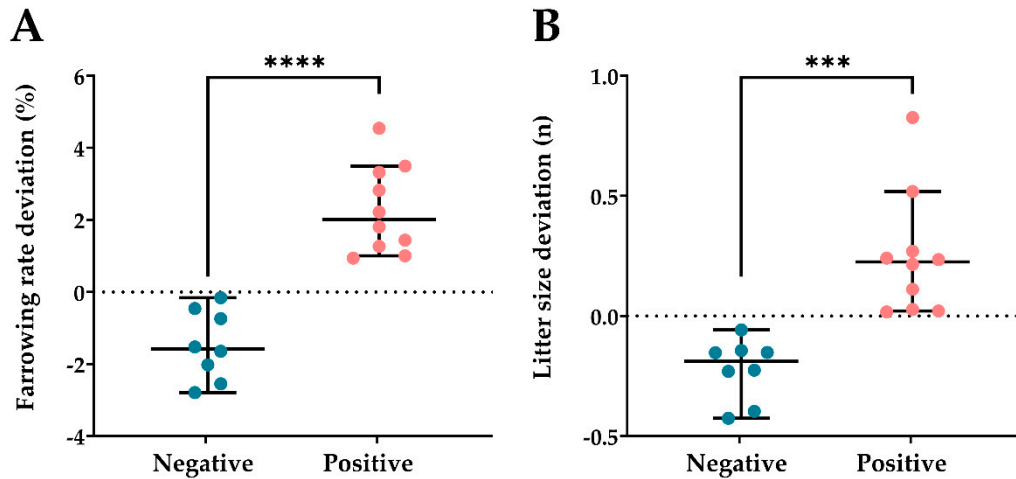 A
Farrowing rate deviation (%)
6
4
2
0
-2
-4
****
Negative
Positive
B
Litter size deviation (n)
1.0
0.5
0.0
-0.5
***
Negative
Positive